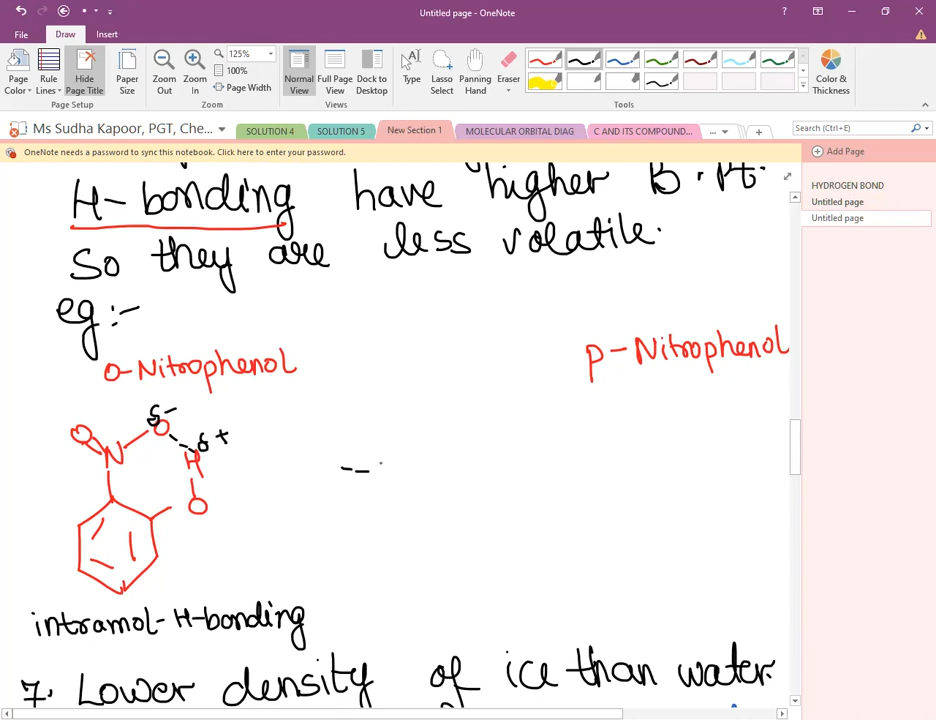 Untitled page - OneNote
File Draw Insert
Page Color
Rule Lines
Hide Page Title
Paper Size
Zoom Out
Zoom In
125%
100%
Page Width
Normal View
Full Page View
Dock to Desktop
Type
Lasso Select
Panning Hand
Eraser
Color & Thickness
Page Setup Zoom Views Tools
Ms Sudha Kapoor, PGT, Che... SOLUTION 4 SOLUTION 5 New Section 1 MOLECULAR ORBITAL DIAG C AND ITS COMPOUND... ... Search (Ctrl+E)
OneNote needs a password to sync this notebook. Click here to enter your password.
Add Page
HYDROGEN BOND
Untitled page
Untitled page
H-bonding have higher B.Pt.
So they are less volatile.
eg:-
o-Nitrophenol p-Nitrophenol
δ-
O O δ+
N H
O
intramol-H-bonding
7. Lower density of ice than water.